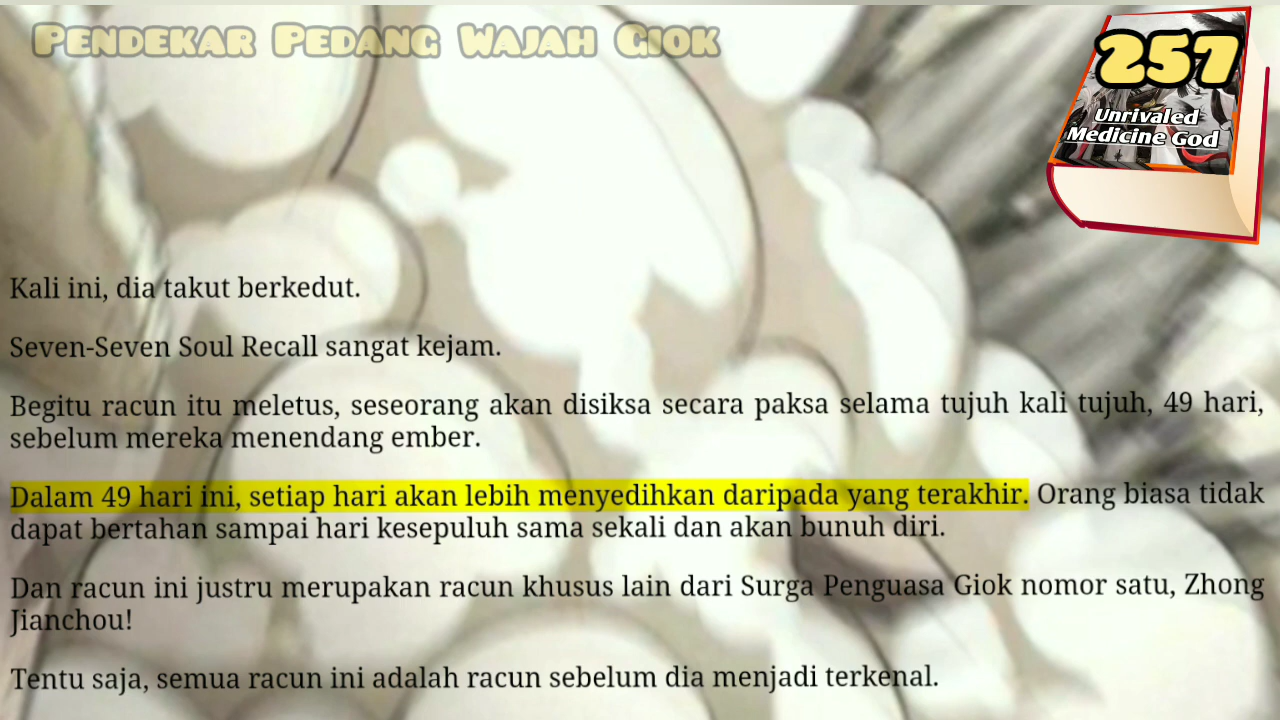 Pendekar Pedang Wajah Giok
257
Unrivaled
Medicine God
Kali ini, dia takut berkedut.
Seven-Seven Soul Recall sangat kejam.
Begitu racun itu meletus, seseorang akan disiksa secara paksa selama tujuh kali tujuh, 49 hari,
sebelum mereka menendang ember.
Dalam 49 hari ini, setiap hari akan lebih menyedihkan daripada yang terakhir. Orang biasa tidak
dapat bertahan sampai hari kesepuluh sama sekali dan akan bunuh diri.
Dan racun ini justru merupakan racun khusus lain dari Surga Penguasa Giok nomor satu, Zhong
Jianchou!
Tentu saja, semua racun ini adalah racun sebelum dia menjadi terkenal.